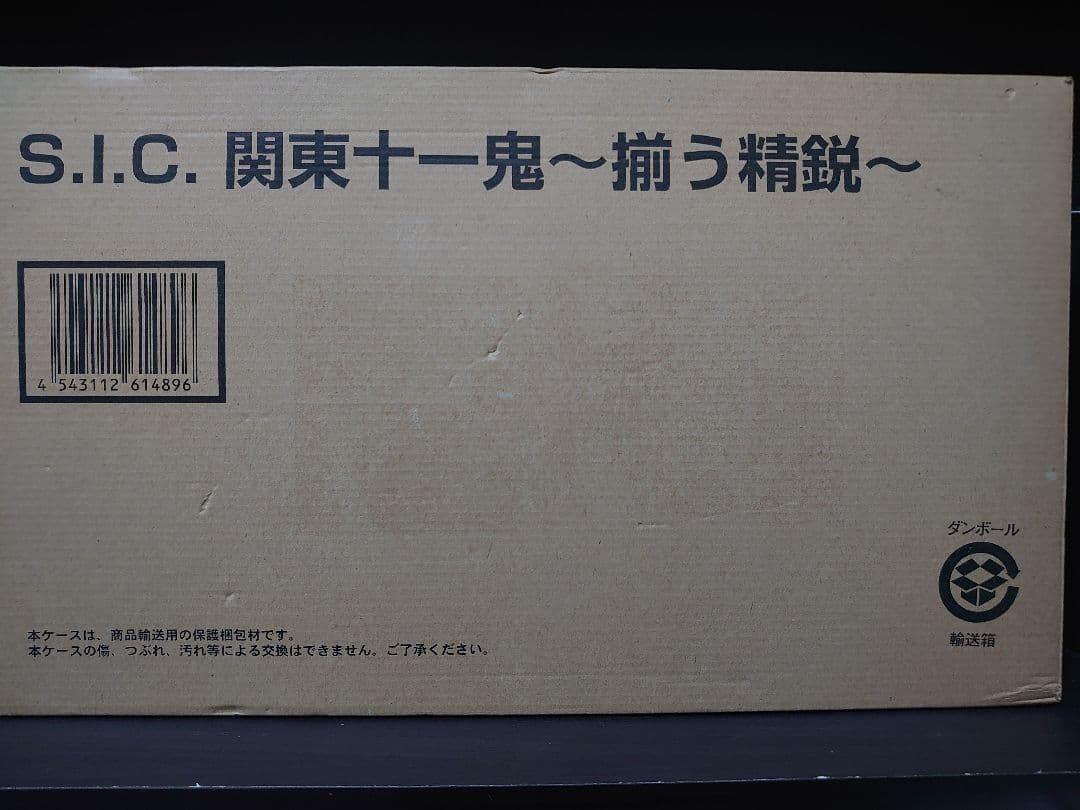 S.I.C. 関東十一鬼〜揃う精鋭〜
4 543112 614896
ダンボール
輸送箱
本ケースは、商品輸送用の保護梱包材です。
本ケースの傷、つぶれ、汚れ等による交換はできません。ご了承ください。